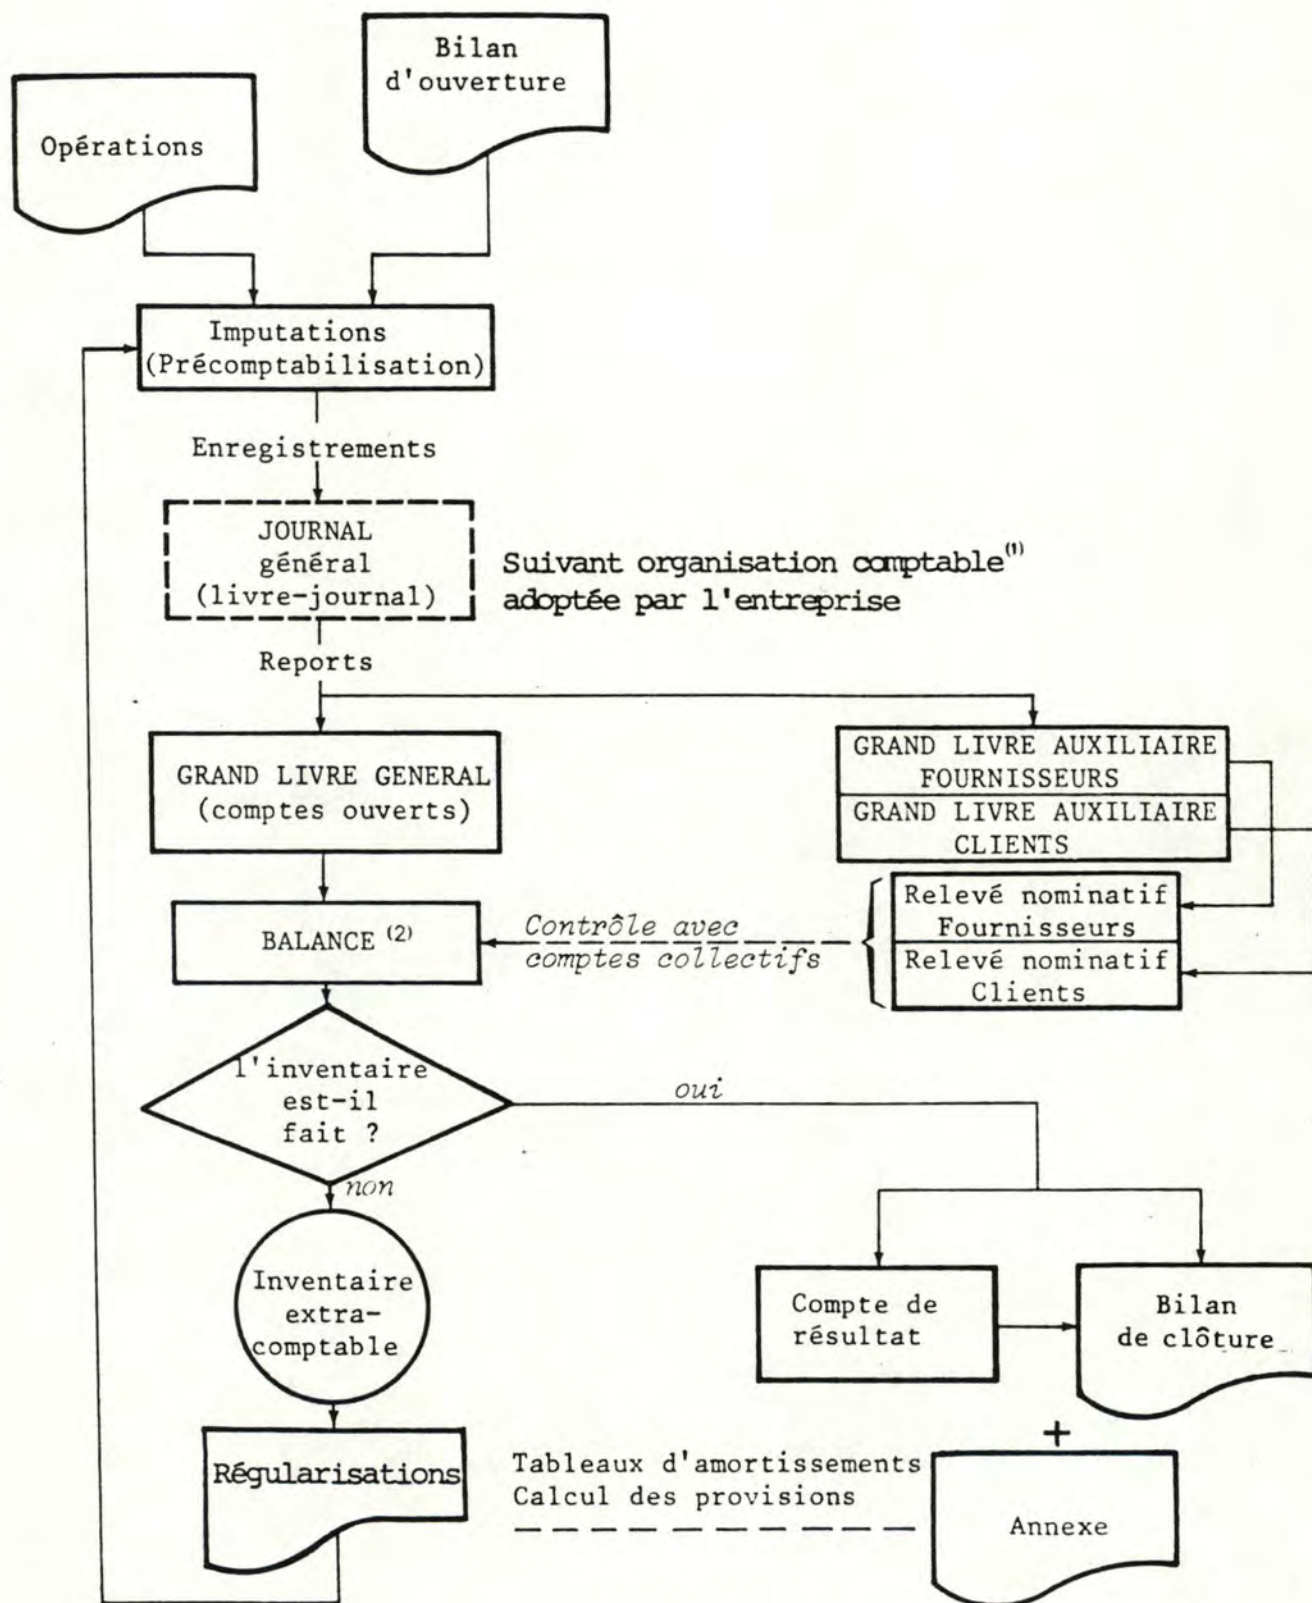 Bilan
d'ouverture
Opérations
Imputations
(Précomptabilisation)
Enregistrements
JOURNAL
général
(livre-journal)
Suivant organisation comptable(1)
adoptée par l'entreprise
Reports
GRAND LIVRE GENERAL
(comptes ouverts)
GRAND LIVRE AUXILIAIRE
FOURNISSEURS
GRAND LIVRE AUXILIAIRE
CLIENTS
Relevé nominatif
Fournisseurs
Relevé nominatif
Clients
BALANCE (2)
Contrôle avec
comptes collectifs
l'inventaire
est-il
fait ?
oui
non
Inventaire
extra-
comptable
Compte de
résultat
Bilan
de clôture
+
Régularisations
Tableaux d'amortissements
Calcul des provisions
Annexe